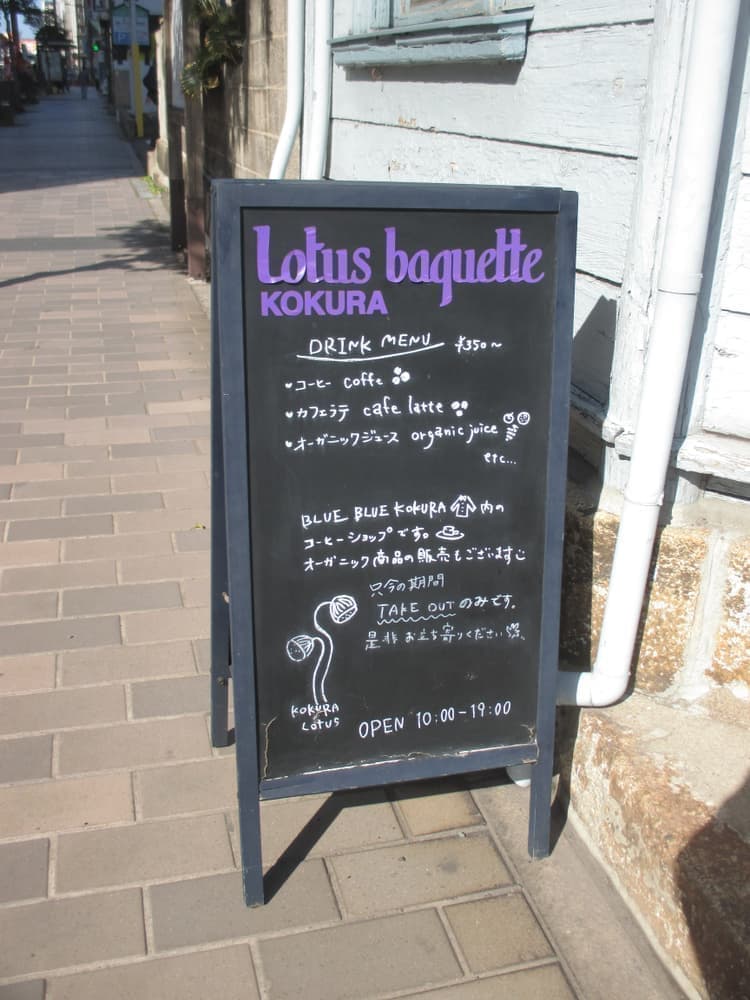 Lotus baguette
KOKURA
DRINK MENU ¥350〜
コーヒー coffe
カフェラテ cafe latte
オーガニックジュース organic juice
etc...
BLUE BLUE KOKURA 内の
コーヒーショップです。
オーガニック商品の販売もございます
只今の期間
TAKE OUTのみです。
是非お立ち寄りください
KOKURA
LOTUS
OPEN 10:00-19:00